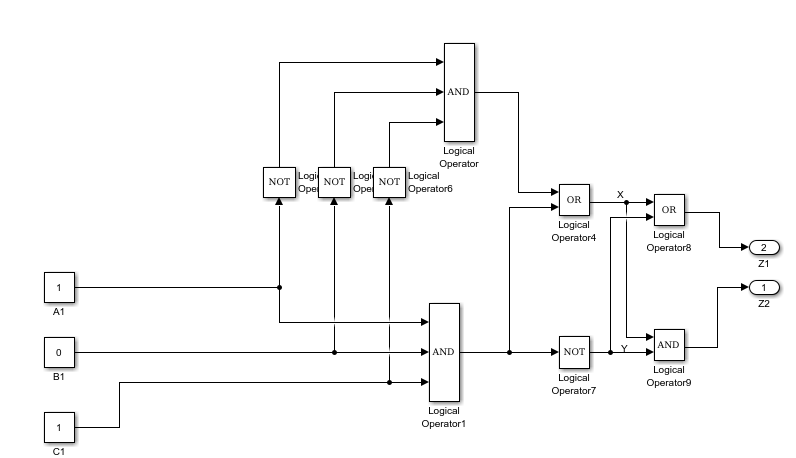 AND
Logical
Operator
NOT
NOT
NOT
Logical
Operator6
X
OR
Logical
Operator4
OR
Logical
Operator8
2
Z1
1
A1
1
Z2
0
B1
AND
Logical
Operator1
NOT
Logical
Operator7
Y
AND
Logical
Operator9
1
C1